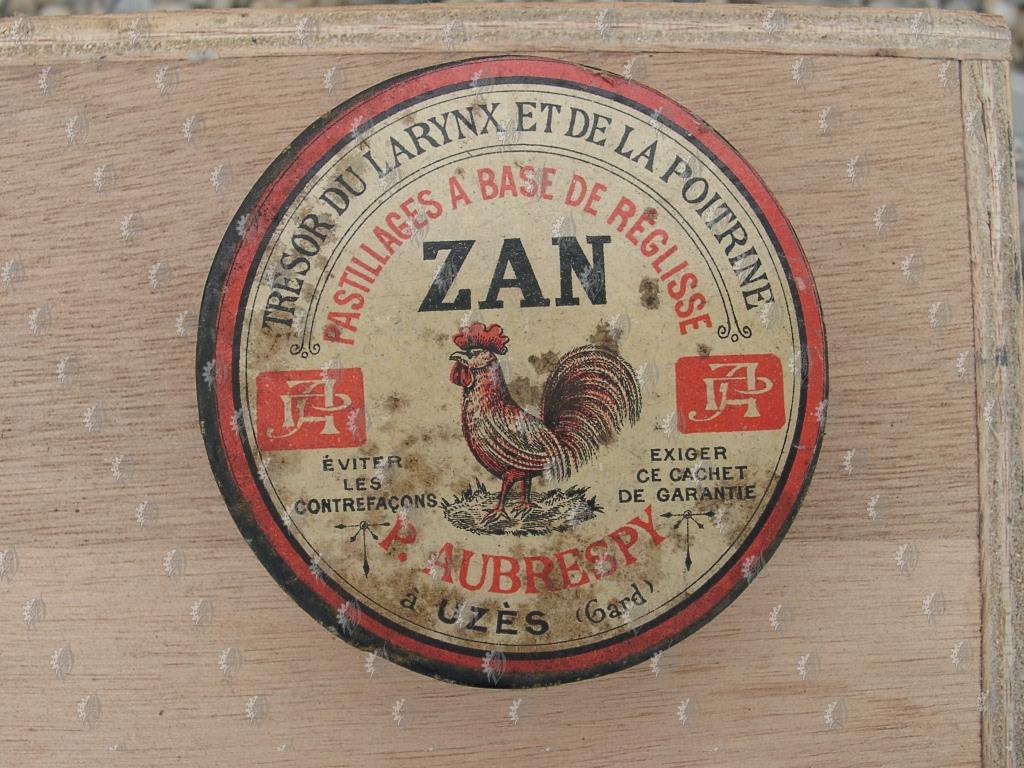 TRESOR DU LARYNX ET DE LA POITRINE
PASTILLAGES A BASE DE RÉGLISSE
ZAN
ÉVITER
LES
CONTREFAÇONS
EXIGER
CE CACHET
DE GARANTIE
P. AUBRESPY
à UZÈS (Gard)